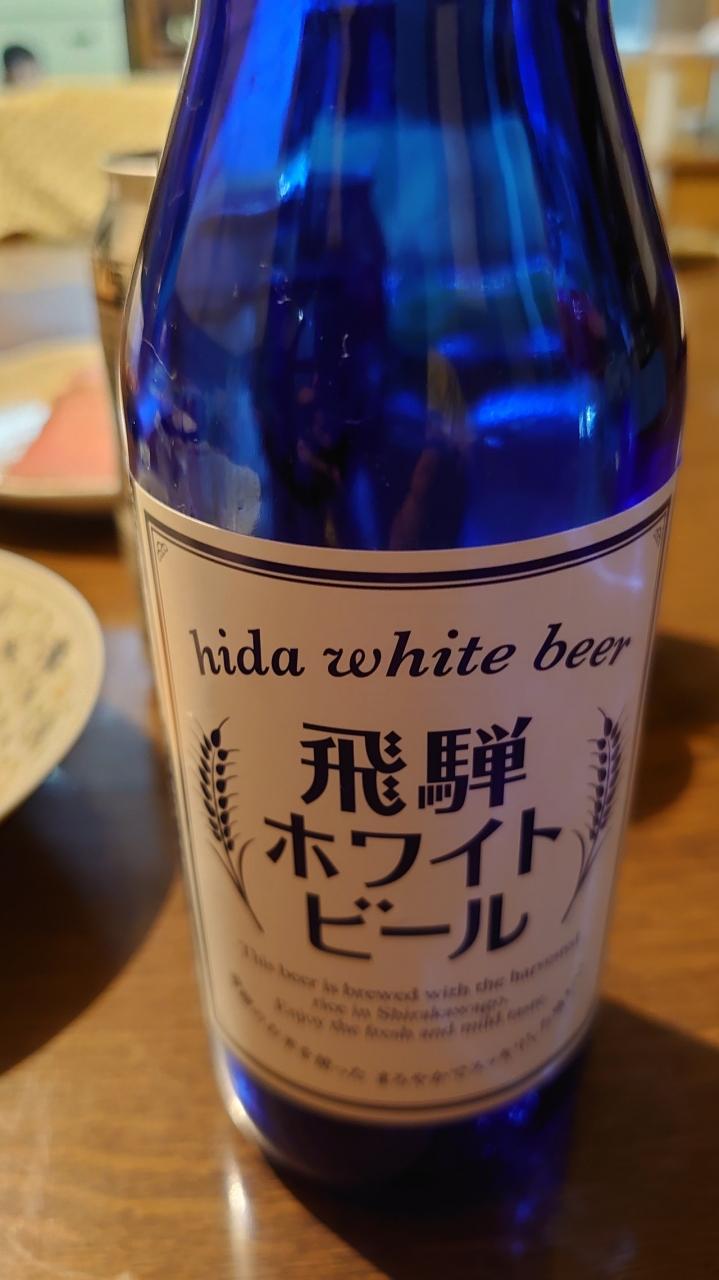 hida white beer
飛騨
ホワイト
ビール
This beer is brewed with the harvested
rice in Shirakawago.
Enjoy the fresh and mild taste.